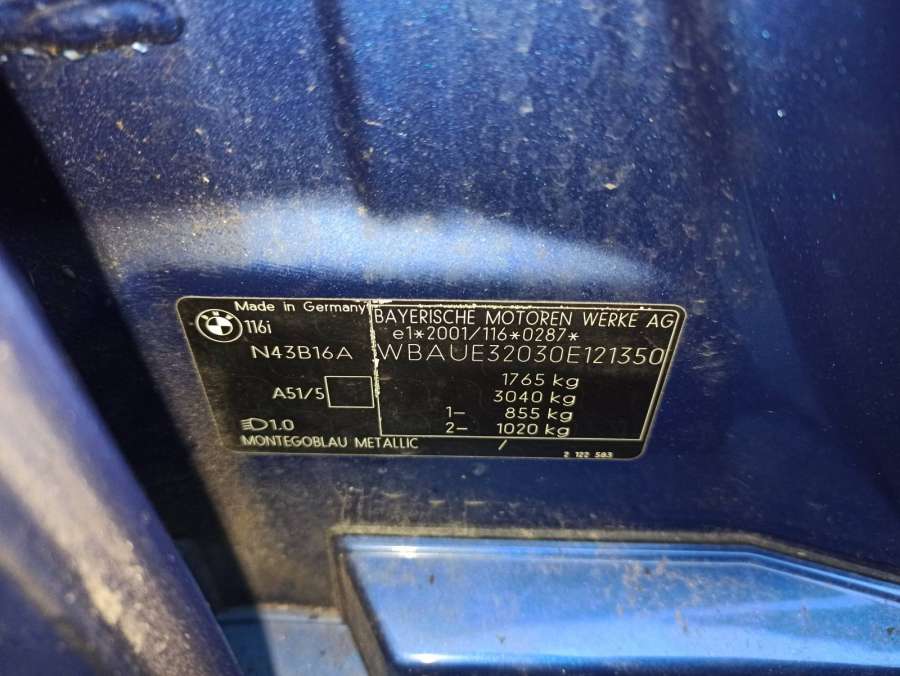 Made in Germany
BMW
116i
N43B16A
A51/5
1.0
MONTEGOBLAU METALLIC
BAYERISCHE MOTOREN WERKE AG
e1*2001/116*0287*
WBAUE32030E121350
1765 kg
3040 kg
1- 855 kg
2- 1020 kg
/
2 122 583